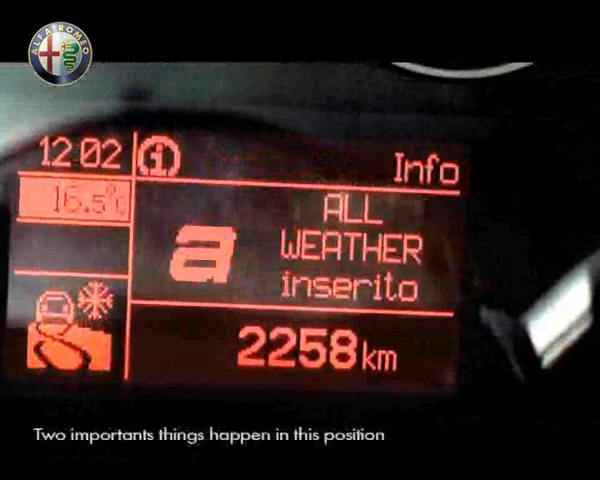 ALFA ROMEO
12:02
i
Info
16.5°C
ALL
WEATHER
a
inserito
2258 km
Two importants things happen in this position